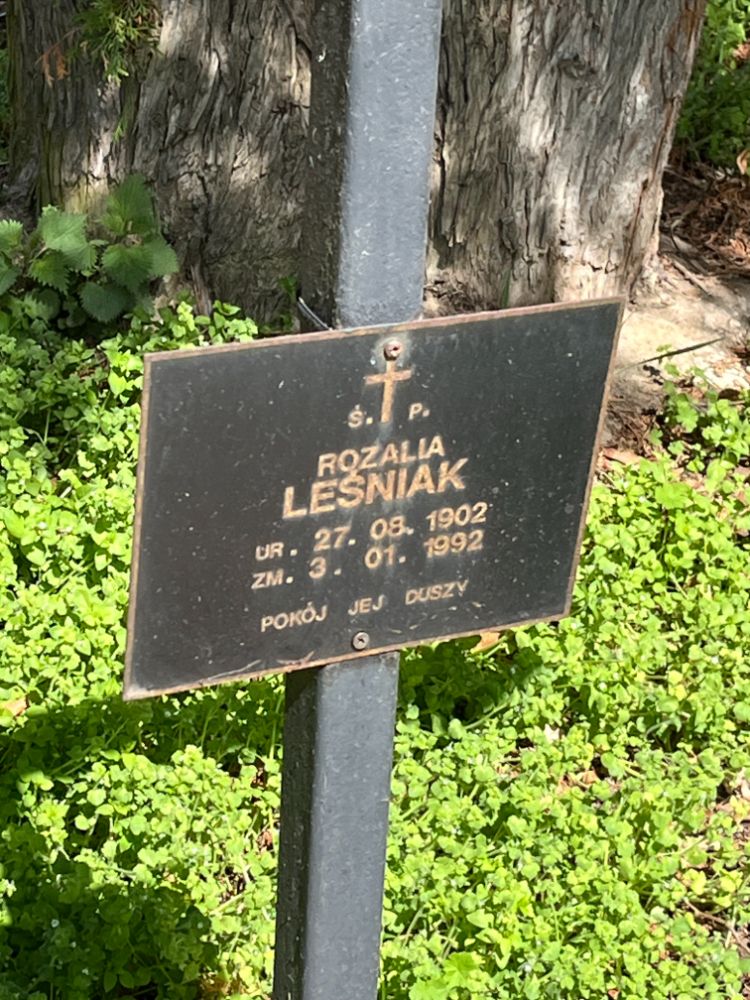 Ś. P.
ROZALIA
LEŚNIAK
UR. 27. 08. 1902
ZM. 3. 01. 1992
POKÓJ JEJ DUSZY